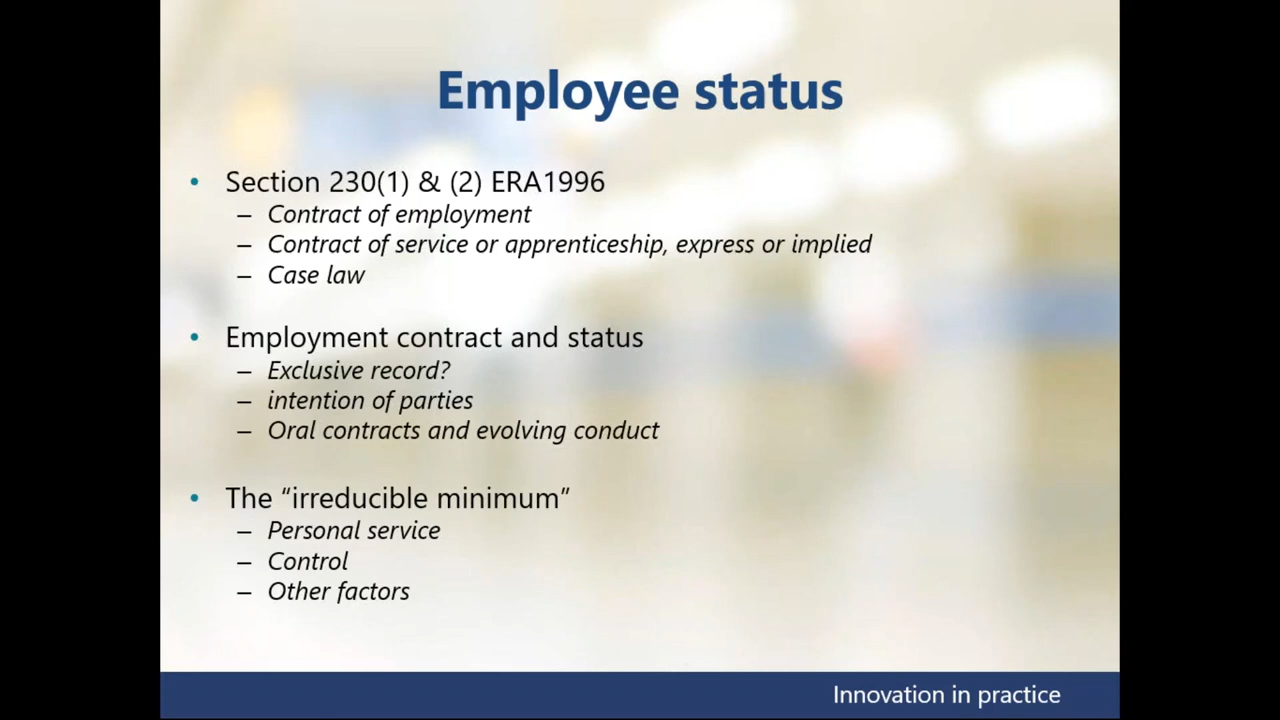 Employee status
• Section 230(1) & (2) ERA1996
– Contract of employment
– Contract of service or apprenticeship, express or implied
– Case law
• Employment contract and status
– Exclusive record?
– intention of parties
– Oral contracts and evolving conduct
• The “irreducible minimum”
– Personal service
– Control
– Other factors
Innovation in practice